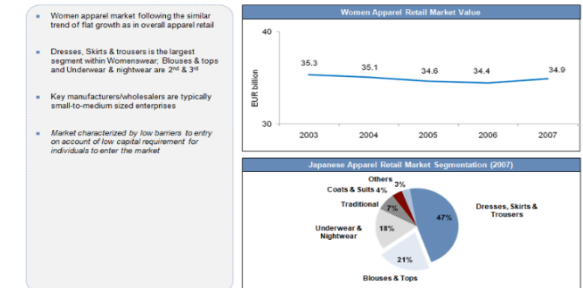 Women apparel market following the similar
trend of flat growth as in overall apparel retail
Dresses, Skirts & trousers is the largest
segment within Womenswear; Blouses & tops
and Underwear & nightwear are 2nd & 3rd
Key manufacturers/wholesalers are typically
small-to-medium sized enterprises
Market characterized by low barriers to entry
on account of low capital requirement for
individuals to enter the market
Women Apparel Retail Market Value
40
35.3
35.1
34.6
34.4
34.9
EUR billion
30
2003
2004
2005
2006
2007
Japanese Apparel Retail Market Segmentation (2007)
Others
3%
Coats & Suits 4%
Traditional
7%
47%
Dresses, Skirts &
Trousers
Underwear &
Nightwear
18%
21%
Blouses & Tops